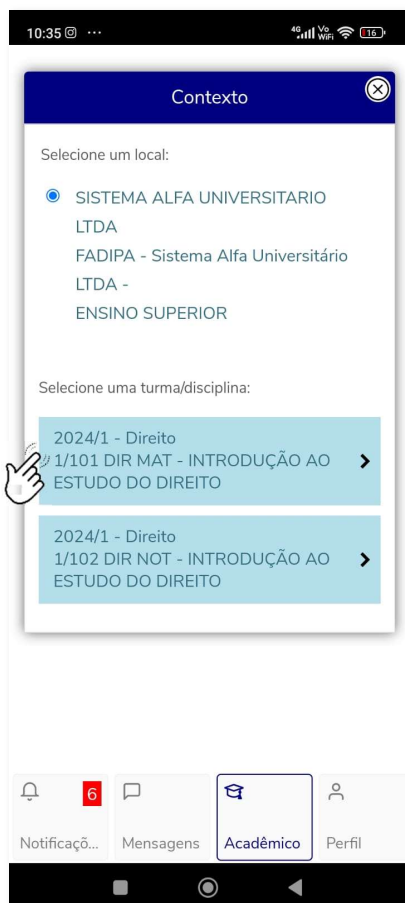 10:35
4G Vo WiFi 16
Contexto
Selecione um local:
SISTEMA ALFA UNIVERSITARIO
LTDA
FADIPA - Sistema Alfa Universitário
LTDA -
ENSINO SUPERIOR
Selecione uma turma/disciplina:
2024/1 - Direito
1/101 DIR MAT - INTRODUÇÃO AO
ESTUDO DO DIREITO
2024/1 - Direito
1/102 DIR NOT - INTRODUÇÃO AO
ESTUDO DO DIREITO
6
Notificaçõ... Mensagens Acadêmico Perfil